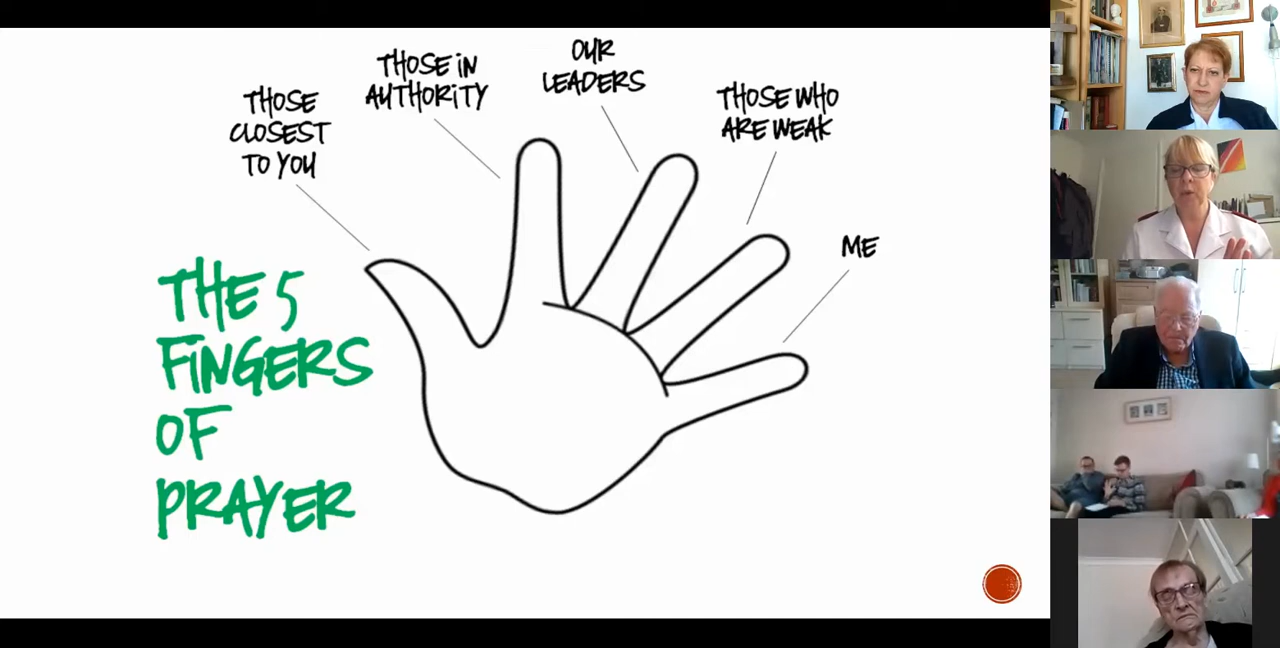 THOSE
CLOSEST
TO YOU
THOSE IN
AUTHORITY
OUR
LEADERS
THOSE WHO
ARE WEAK
ME
THE 5
FINGERS
OF
PRAYER